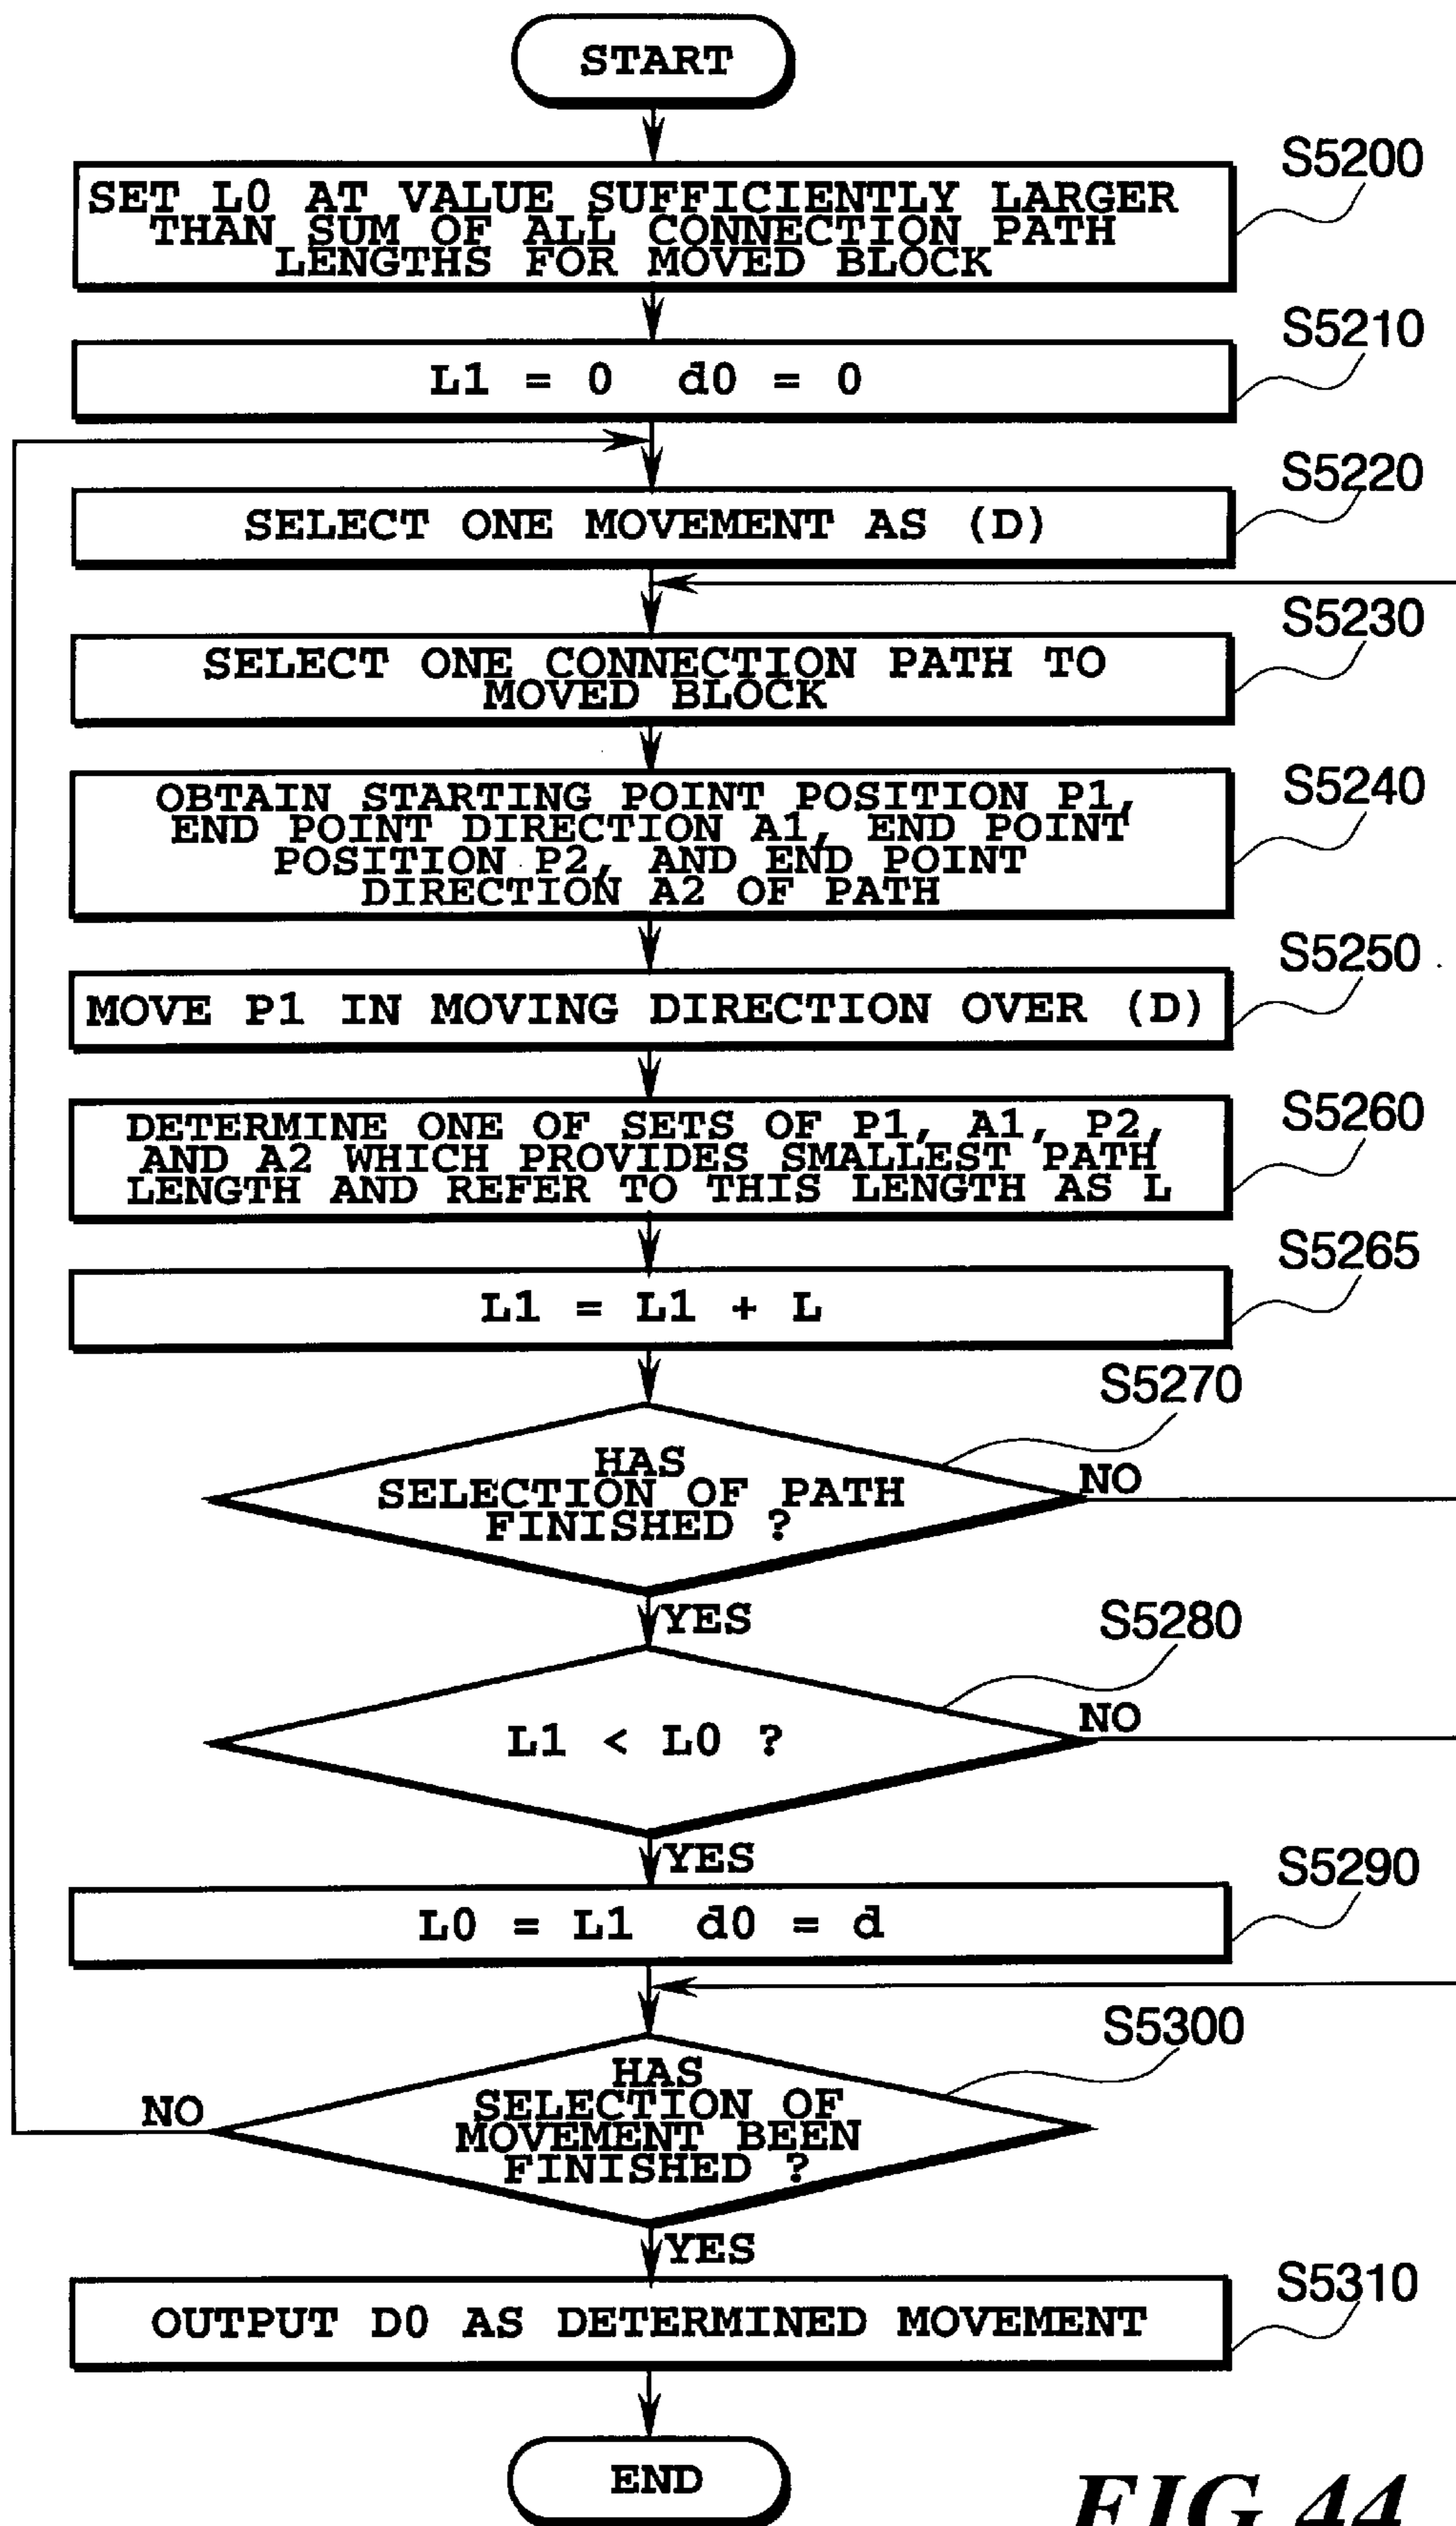 START
S5200
SET L0 AT VALUE SUFFICIENTLY LARGER
THAN SUM OF ALL CONNECTION PATH
LENGTHS FOR MOVED BLOCK
S5210
L1 = 0 d0 = 0
S5220
SELECT ONE MOVEMENT AS (D)
S5230
SELECT ONE CONNECTION PATH TO
MOVED BLOCK
S5240
OBTAIN STARTING POINT POSITION P1,
END POINT DIRECTION A1, END POINT
POSITION P2, AND END POINT
DIRECTION A2 OF PATH
S5250
MOVE P1 IN MOVING DIRECTION OVER (D)
S5260
DETERMINE ONE OF SETS OF P1, A1, P2,
AND A2 WHICH PROVIDES SMALLEST PATH
LENGTH AND REFER TO THIS LENGTH AS L
S5265
L1 = L1 + L
S5270
HAS
SELECTION OF PATH
FINISHED ?
NO
YES
S5280
L1 < L0 ?
NO
YES
S5290
L0 = L1 d0 = d
S5300
HAS
SELECTION OF
MOVEMENT BEEN
FINISHED ?
NO
YES
S5310
OUTPUT D0 AS DETERMINED MOVEMENT
END
FIG.44